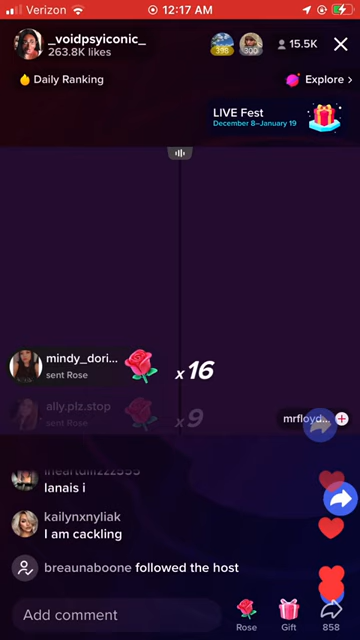 Verizon 12:17 AM
_voidpsyiconic_
263.8K likes
398
300
15.5K
Daily Ranking
Explore >
LIVE Fest
December 8–January 19
mindy_dori...
sent Rose
x 16
ally.plz.stop
sent Rose
x 9
mrfloyd...
lanais i
kailynxnyliak
I am cackling
breaunaboone followed the host
Add comment
Rose
Gift
858